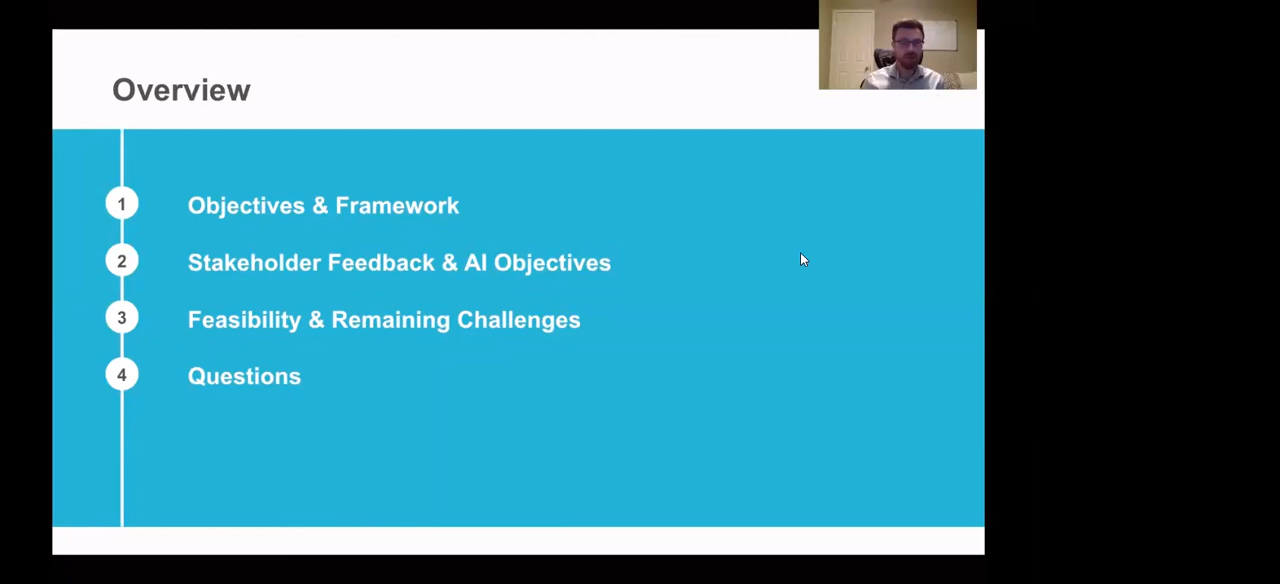 Overview
1 Objectives & Framework
2 Stakeholder Feedback & AI Objectives
3 Feasibility & Remaining Challenges
4 Questions